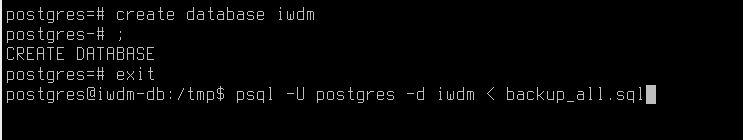 postgres=# create database iwdm
postgres-# ;
CREATE DATABASE
postgres=# exit
postgres@iwdm-db:/tmp$ psql -U postgres -d iwdm < backup_all.sql